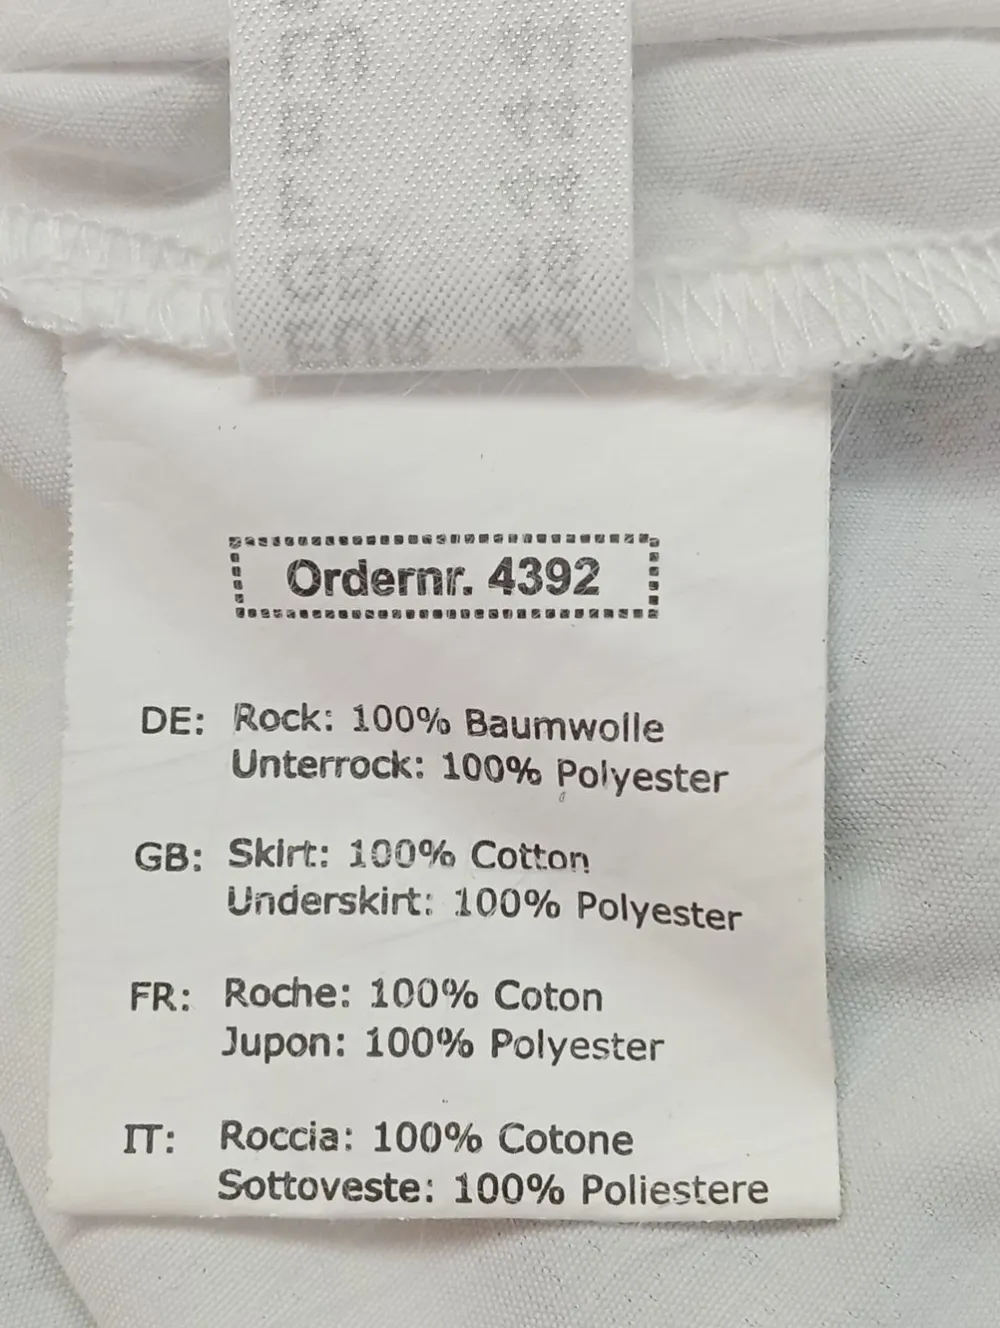 Ordernr. 4392
DE: Rock: 100% Baumwolle
Unterrock: 100% Polyester
GB: Skirt: 100% Cotton
Underskirt: 100% Polyester
FR: Roche: 100% Coton
Jupon: 100% Polyester
IT: Roccia: 100% Cotone
Sottoveste: 100% Poliestere